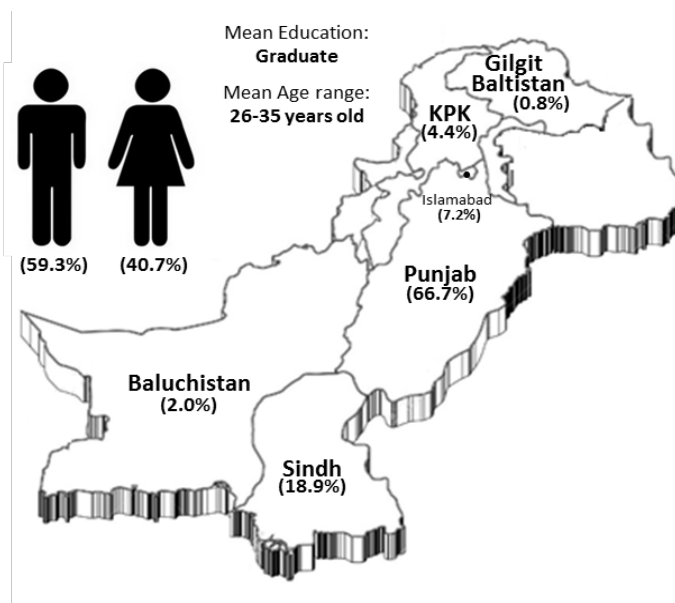 Mean Education:
Graduate
Mean Age range:
26-35 years old
(59.3%)
(40.7%)
Gilgit
Baltistan
(0.8%)
KPK
(4.4%)
Islamabad
(7.2%)
Punjab
(66.7%)
Baluchistan
(2.0%)
Sindh
(18.9%)